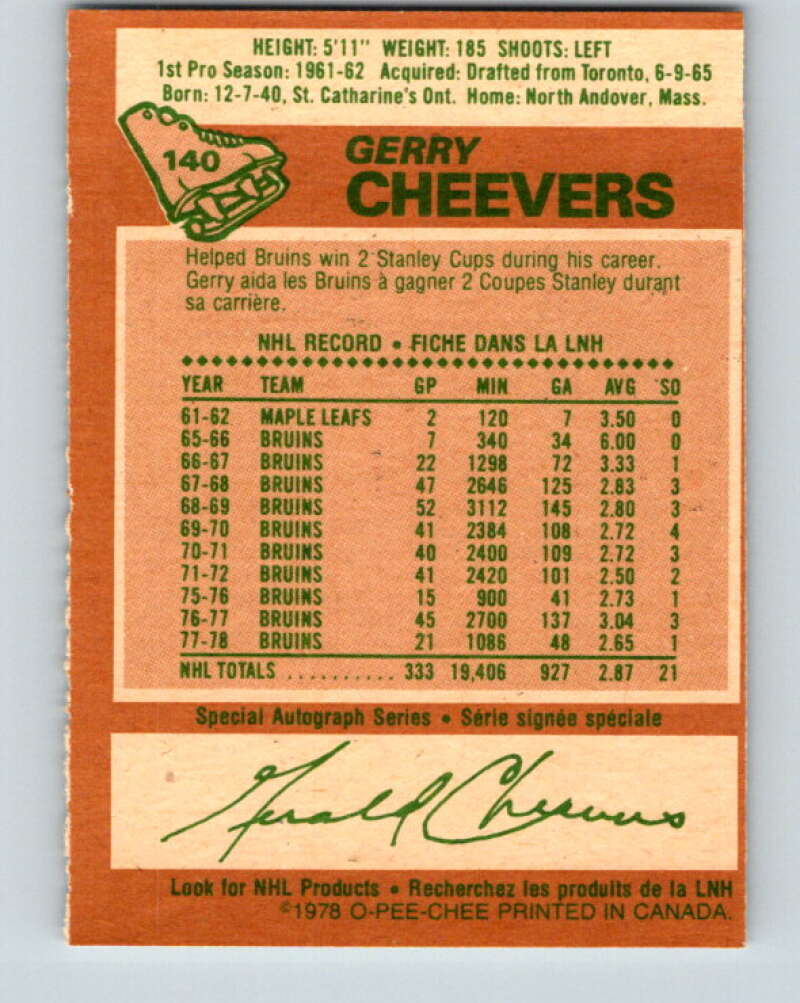 HEIGHT: 5'11" WEIGHT: 185 SHOOTS: LEFT
1st Pro Season: 1961-62 Acquired: Drafted from Toronto, 6-9-65
Born: 12-7-40, St. Catharine's Ont. Home: North Andover, Mass.
140
GERRY
CHEEVERS
Helped Bruins win 2 Stanley Cups during his career.
Gerry aida les Bruins à gagner 2 Coupes Stanley durant
sa carrière.
NHL RECORD • FICHE DANS LA LNH
YEAR TEAM GP MIN GA AVG SO
61-62 MAPLE LEAFS 2 120 7 3.50 0
65-66 BRUINS 7 340 34 6.00 0
66-67 BRUINS 22 1298 72 3.33 1
67-68 BRUINS 47 2646 125 2.83 3
68-69 BRUINS 52 3112 145 2.80 3
69-70 BRUINS 41 2384 108 2.72 4
70-71 BRUINS 40 2400 109 2.72 3
71-72 BRUINS 41 2420 101 2.50 2
75-76 BRUINS 15 900 41 2.73 1
76-77 BRUINS 45 2700 137 3.04 3
77-78 BRUINS 21 1086 48 2.65 1
NHL TOTALS .......... 333 19,406 927 2.87 21
Special Autograph Series • Série signée spéciale
Gerald Cheevers
Look for NHL Products • Recherchez les produits de la LNH
©1978 O-PEE-CHEE PRINTED IN CANADA.